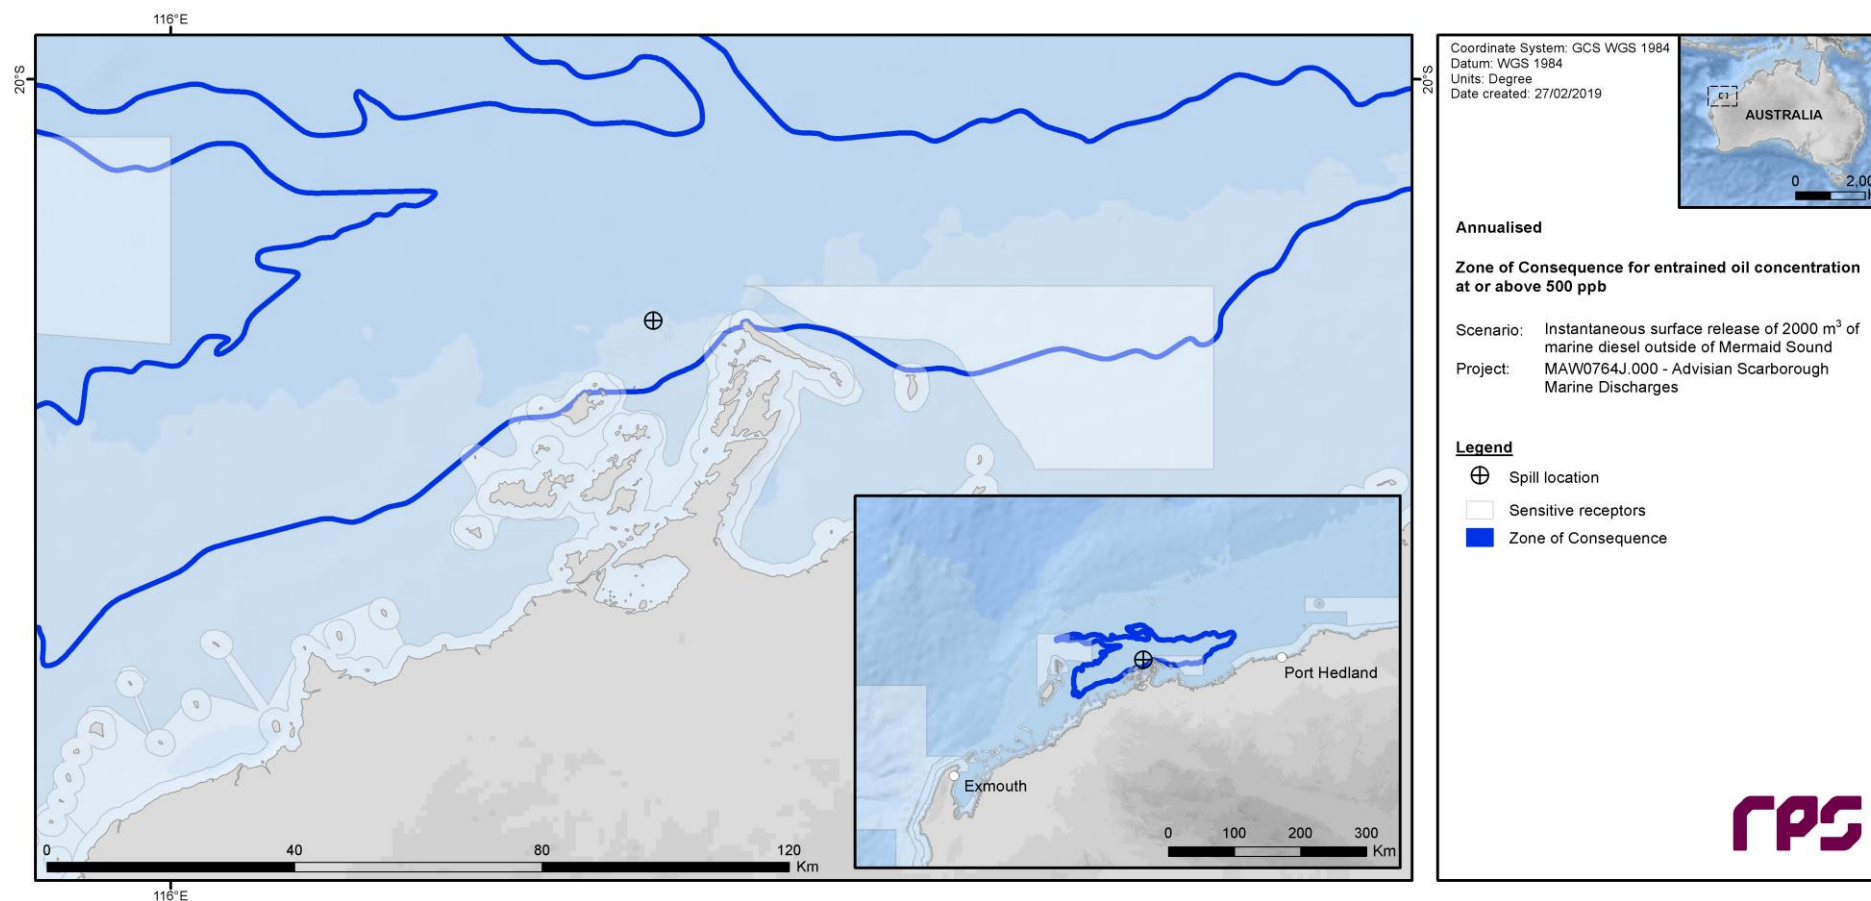 116°E
20°S
20°S
116°E
0 40 80 120
Km
Exmouth
Port Hedland
0 100 200 300
Km
Coordinate System: GCS WGS 1984
Datum: WGS 1984
Units: Degree
Date created: 27/02/2019
AUSTRALIA
0 2,00
Annualised
Zone of Consequence for entrained oil concentration
at or above 500 ppb
Scenario: Instantaneous surface release of 2000 m³ of
marine diesel outside of Mermaid Sound
Project: MAW0764J.000 - Advisian Scarborough
Marine Discharges
Legend
Spill location
Sensitive receptors
Zone of Consequence
rps